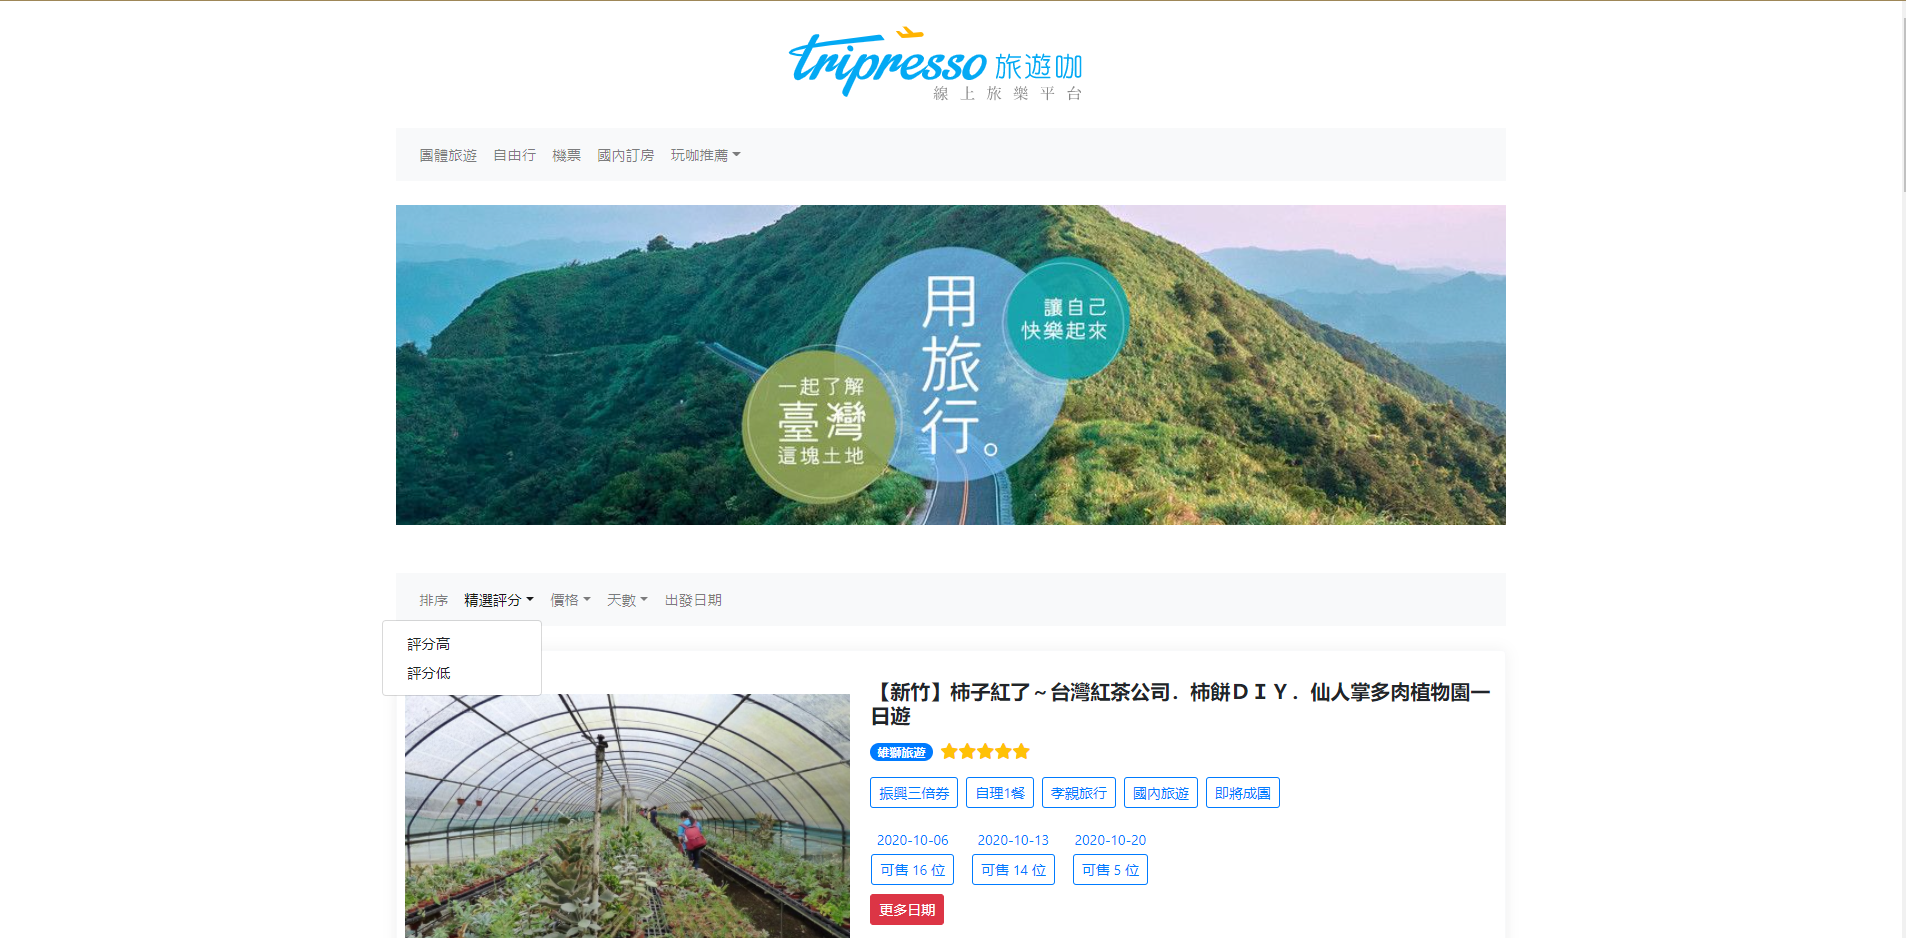 tripresso 旅遊咖
線上旅樂平台
團體旅遊 自由行 機票 國內訂房 玩咖推薦
用旅行。
讓自己
快樂起來
一起了解
臺灣
這塊土地
排序 精選評分 價格 天數 出發日期
評分高
評分低
【新竹】柿子紅了～台灣紅茶公司．柿餅ＤＩＹ．仙人掌多肉植物園一
日遊
雄獅旅遊
振興三倍券 自理1餐 孝親旅行 國內旅遊 即將成團
2020-10-06 2020-10-13 2020-10-20
可售 16 位 可售 14 位 可售 5 位
更多日期